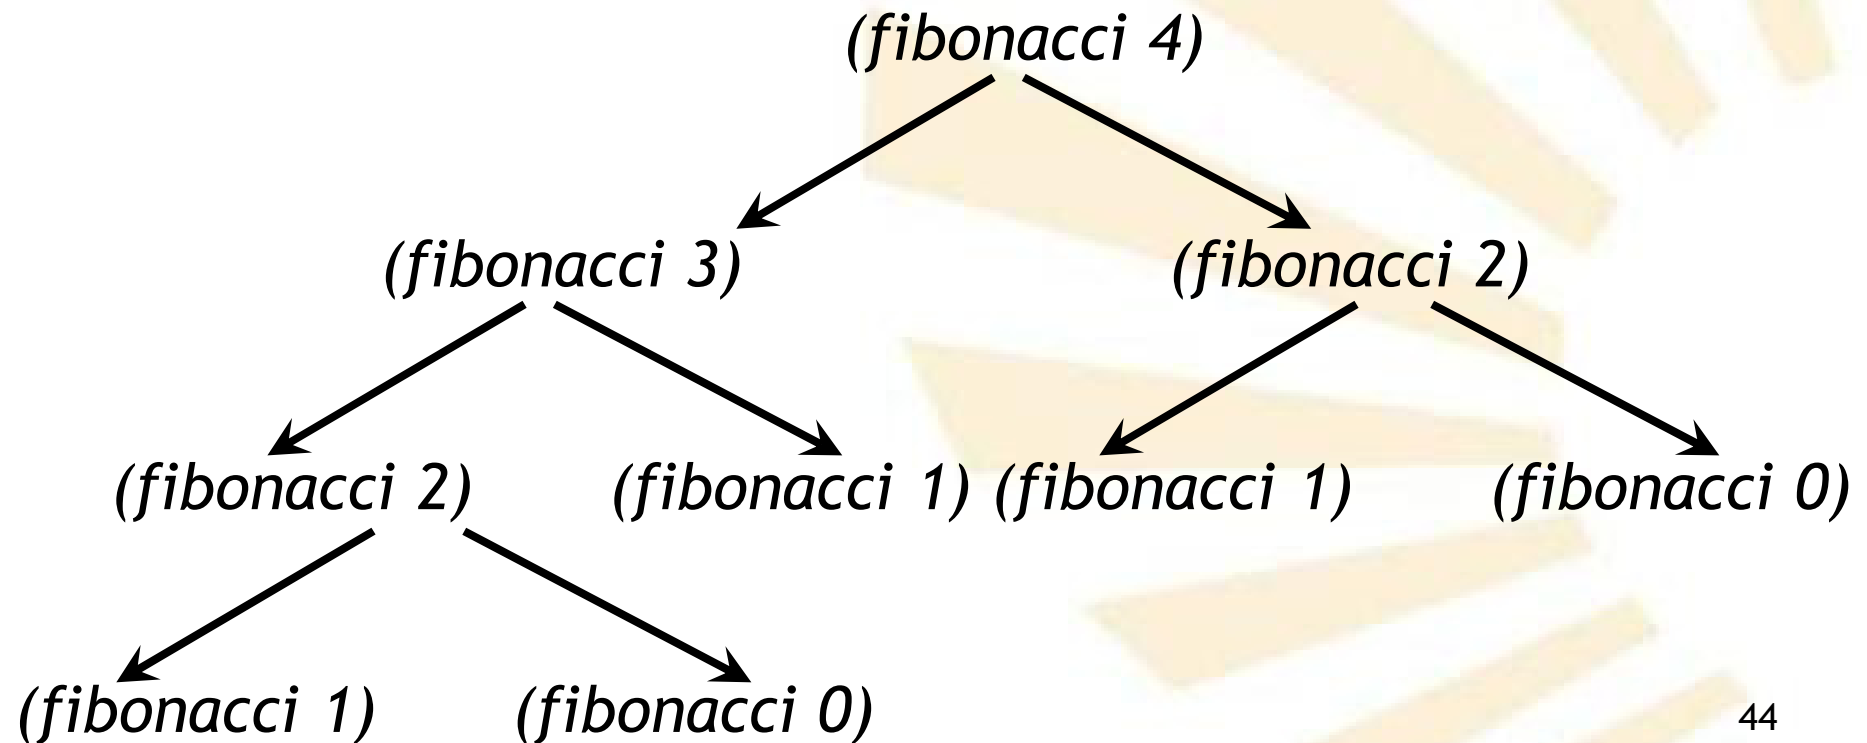 (fibonacci 4)
(fibonacci 3) (fibonacci 2)
(fibonacci 2) (fibonacci 1) (fibonacci 1) (fibonacci 0)
(fibonacci 1) (fibonacci 0)
44